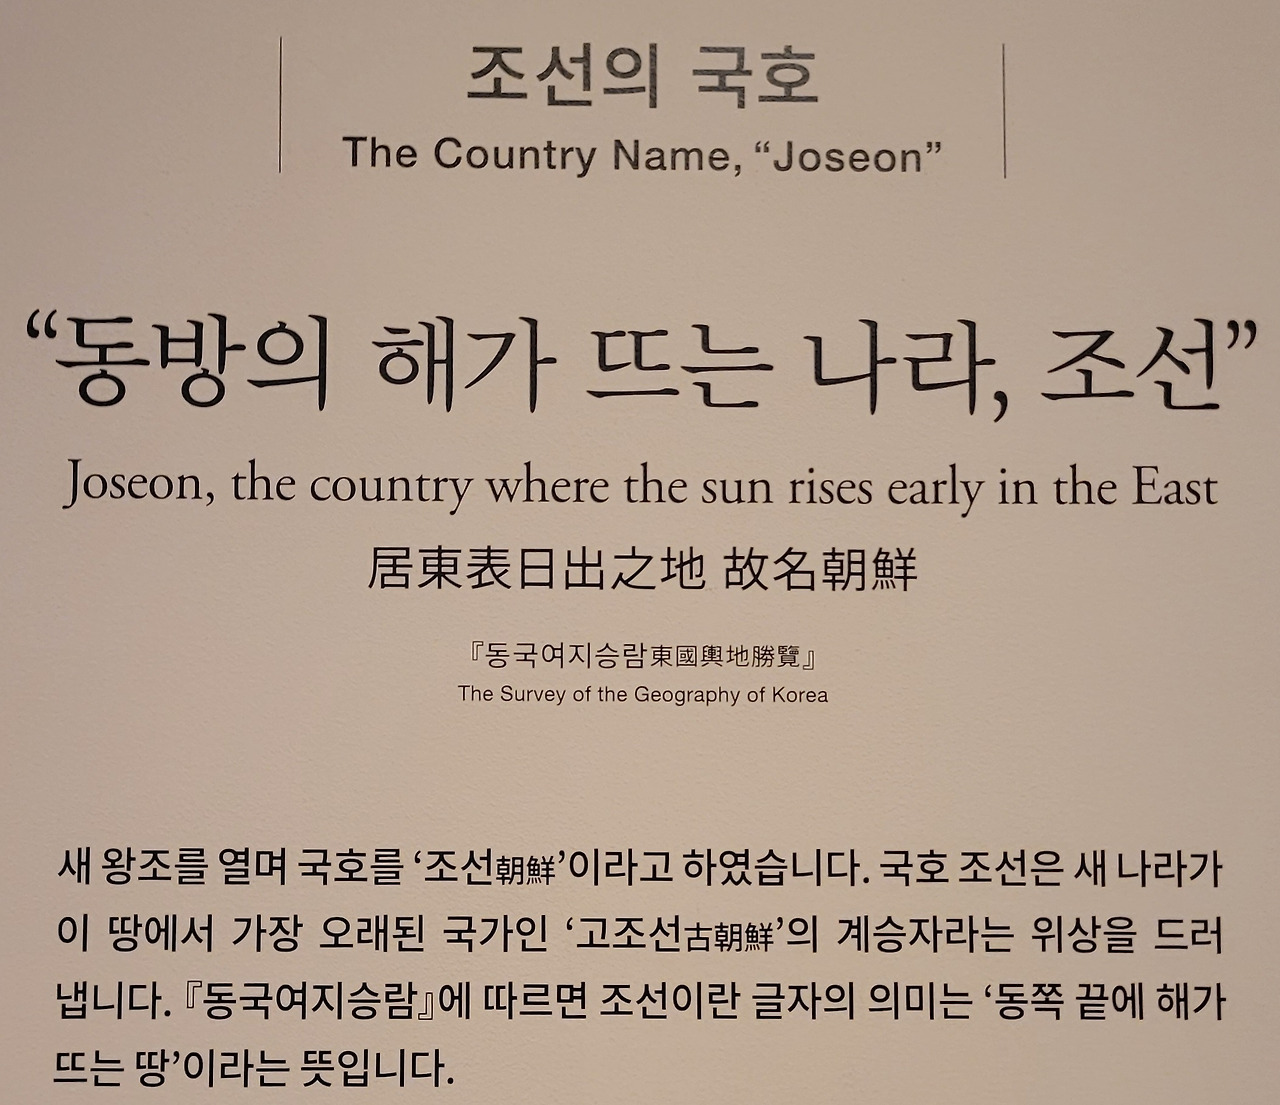 조선의 국호
The Country Name, “Joseon”
“동방의 해가 뜨는 나라, 조선”
Joseon, the country where the sun rises early in the East
居東表日出之地 故名朝鮮
『동국여지승람東國輿地勝覽』
The Survey of the Geography of Korea
새 왕조를 열며 국호를 ‘조선朝鮮’이라고 하였습니다. 국호 조선은 새 나라가
이 땅에서 가장 오래된 국가인 ‘고조선古朝鮮’의 계승자라는 위상을 드러
냅니다. 『동국여지승람』에 따르면 조선이란 글자의 의미는 ‘동쪽 끝에 해가
뜨는 땅’이라는 뜻입니다.